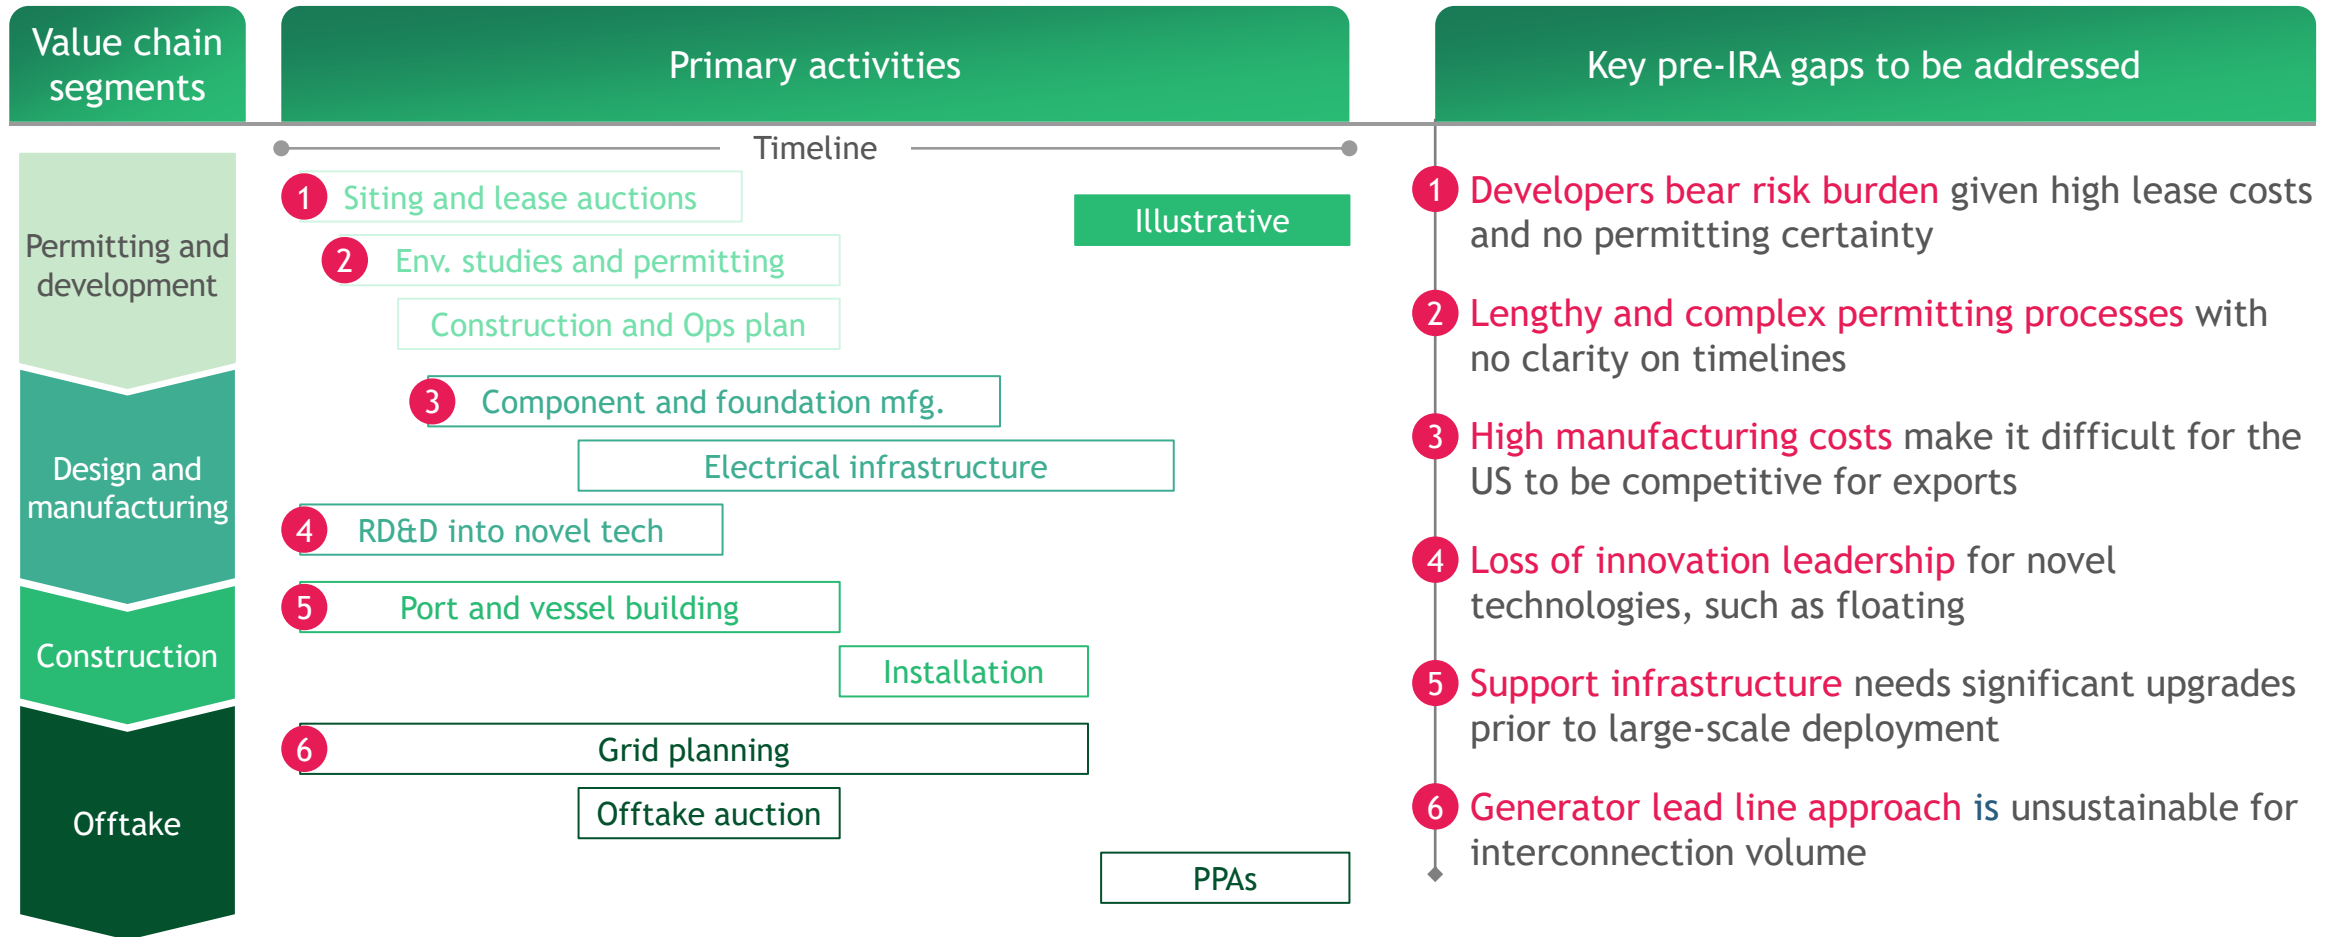 Value chain
segments
Primary activities
Key pre-IRA gaps to be addressed
Timeline
Permitting and
development
1 Siting and lease auctions
Illustrative
2 Env. studies and permitting
Construction and Ops plan
Design and
manufacturing
3 Component and foundation mfg.
Electrical infrastructure
4 RD&D into novel tech
Construction
5 Port and vessel building
Installation
Offtake
6 Grid planning
Offtake auction
PPAs
1 Developers bear risk burden given high lease costs
and no permitting certainty
2 Lengthy and complex permitting processes with
no clarity on timelines
3 High manufacturing costs make it difficult for the
US to be competitive for exports
4 Loss of innovation leadership for novel
technologies, such as floating
5 Support infrastructure needs significant upgrades
prior to large-scale deployment
6 Generator lead line approach is unsustainable for
interconnection volume